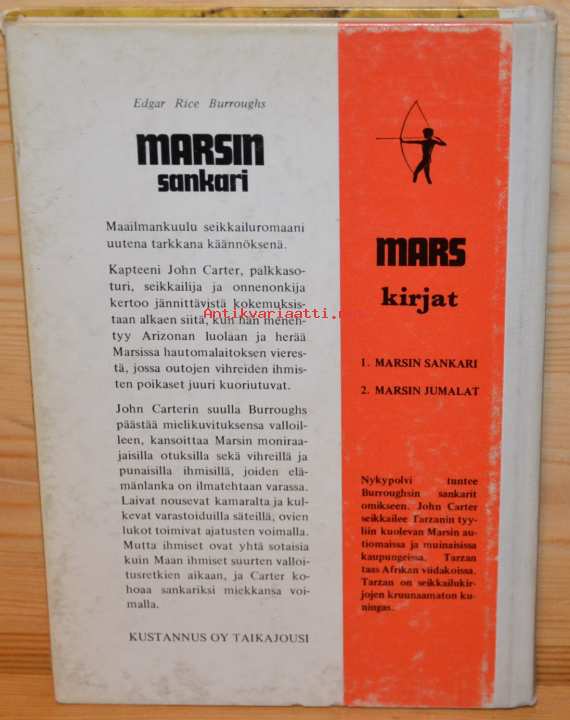 Edgar Rice Burroughs
MARSIN
sankari
Maailmankuulu seikkailuromaani
uutena tarkkana käännöksenä.
Kapteeni John Carter, palkkaso-
turi, seikkailija ja onnenonkija
kertoo jännittävistä kokemuksis-
taan alkaen siitä, kun hän meneh-
tyy Arizonan luolaan ja herää
Marsissa hautomalaitoksen vieres-
tä, jossa outojen vihreiden ihmis-
ten poikaset juuri kuoriutuvat.
John Carterin suulla Burroughs
päästää mielikuvituksensa valloil-
leen, kansoittaa Marsin moniraa-
jaisilla otuksilla sekä vihreillä ja
punaisilla ihmisillä, joiden elä-
mänlanka on ilmatehtaan varassa.
Laivat nousevat kamaralta ja kul-
kevat varastoiduilla säteillä, ovien
lukot toimivat ajatusten voimalla.
Mutta ihmiset ovat yhtä sotaisia
kuin Maan ihmiset suurten valloi-
tusretkien aikaan, ja Carter ko-
hoaa sankariksi miekkansa voi-
malla.
KUSTANNUS OY TAIKAJOUSI
MARS
kirjat
1. MARSIN SANKARI
2. MARSIN JUMALAT
Nykypolvi tuntee
Burroughsin sankarit
omikseen. John Carter
seikkailee Tarzanin tyy-
liin kuolevan Marsin au-
tiomaissa ja muinaisissa
kaupungeissa. Tarzan
taas Afrikan viidakoissa.
Tarzan on seikkailukir-
jojen kruunaamaton ku-
ningas.